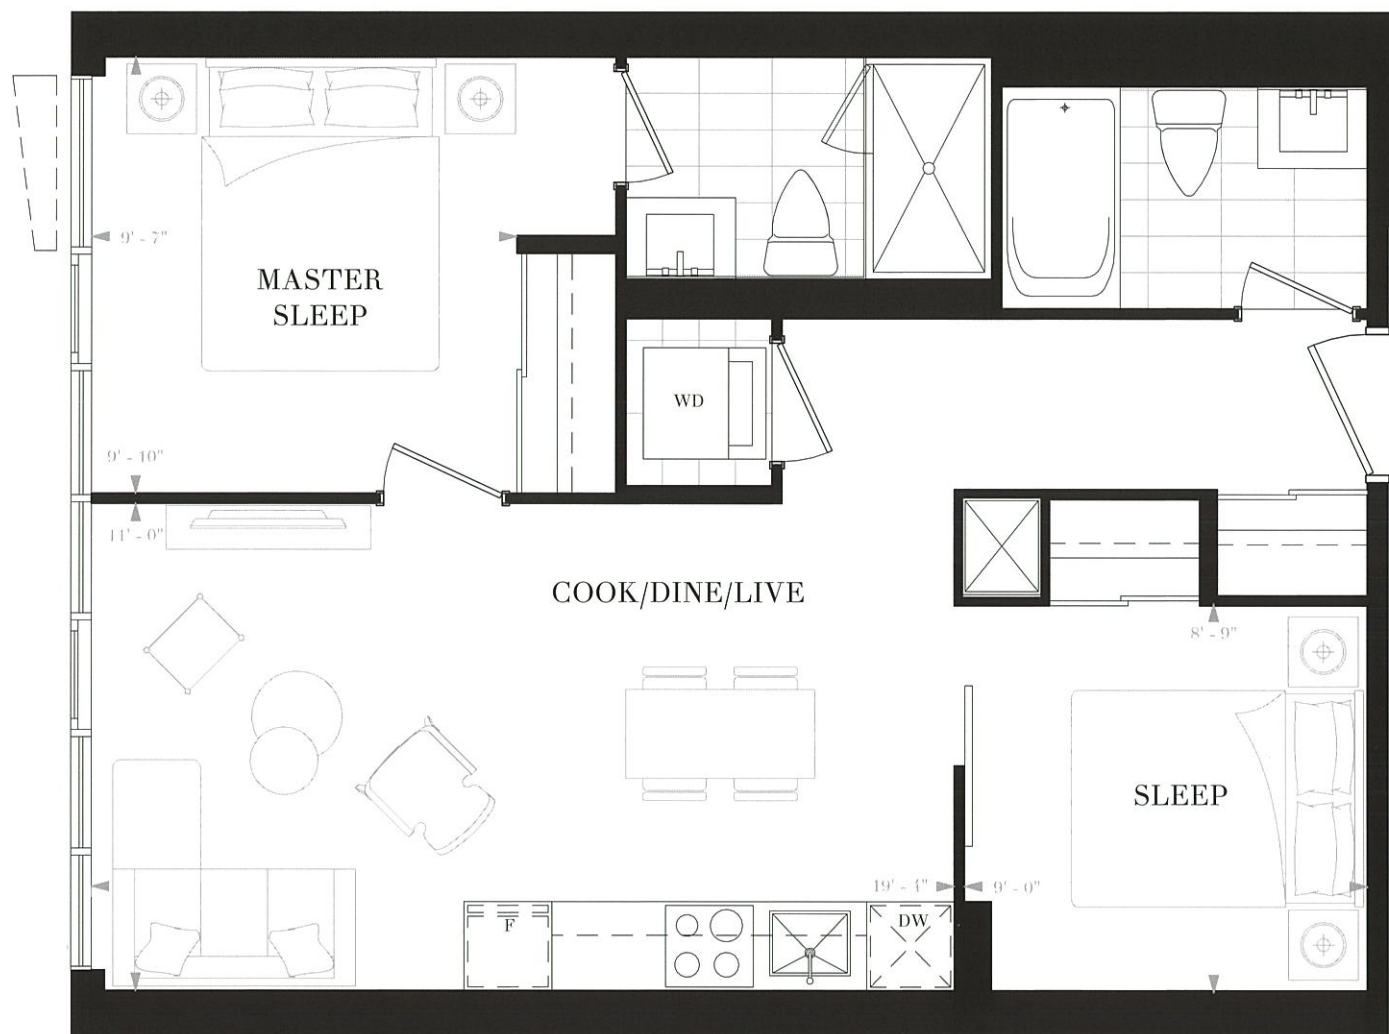 9' - 7"
MASTER
SLEEP
WD
9' - 10"
11' - 0"
COOK/DINE/LIVE
8' - 9"
SLEEP
19' - 4"
9' - 0"
F
DW